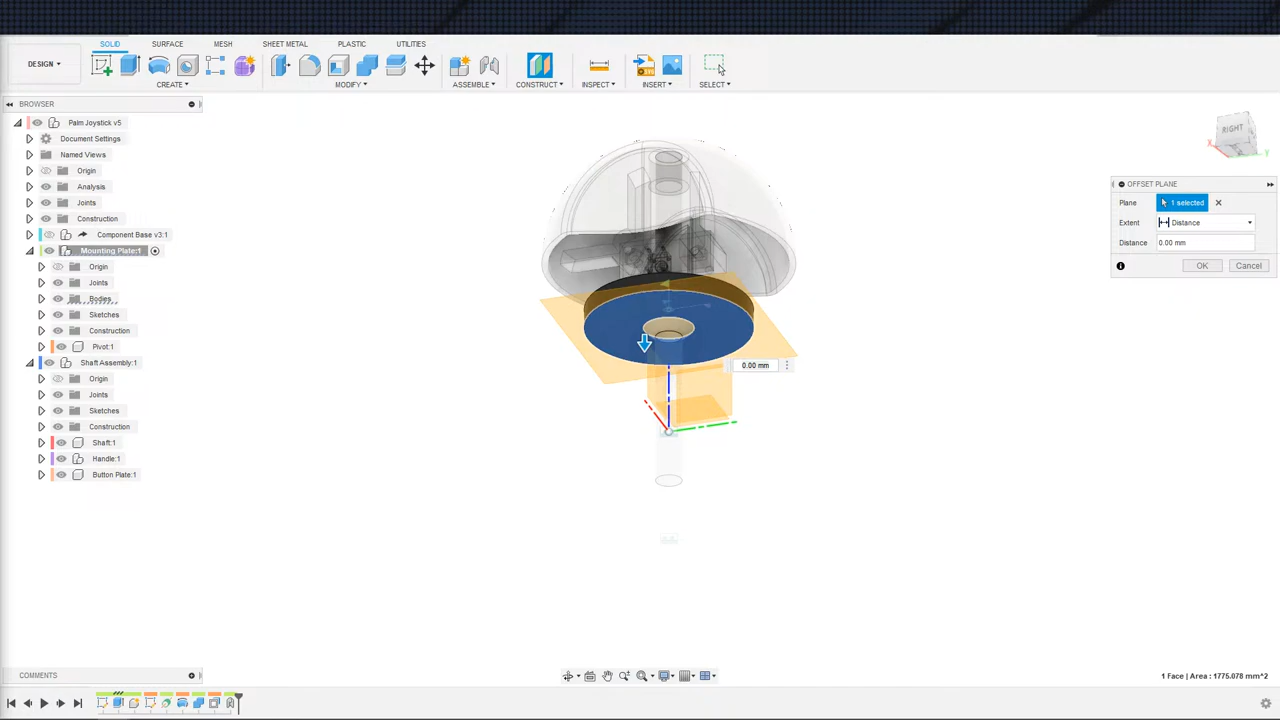 SOLID SURFACE MESH SHEET METAL PLASTIC UTILITIES
DESIGN
CREATE MODIFY ASSEMBLE CONSTRUCT INSPECT INSERT SELECT
BROWSER
Palm Joystick v5
Document Settings
Named Views
Origin
Analysis
Joints
Construction
Component Base v3:1
Mounting Plate:1
Origin
Joints
Bodies
Sketches
Construction
Pivot:1
Shaft Assembly:1
Origin
Joints
Sketches
Construction
Shaft:1
Handle:1
Button Plate:1
0.00 mm
RIGHT
X
Y
OFFSET PLANE
Plane 1 selected
Extent Distance
Distance 0.00 mm
OK Cancel
COMMENTS
1 Face | Area : 1775.078 mm^2